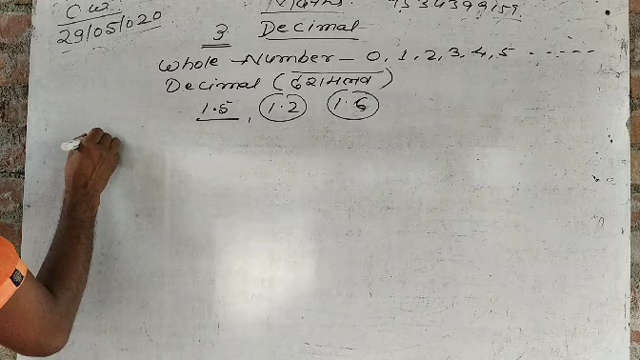 C W
29/05/020
Maths.
3 Decimal
Whole Number - 0, 1, 2, 3, 4, 5 ------
Decimal (दशमलव)
1.5, 1.2 1.6